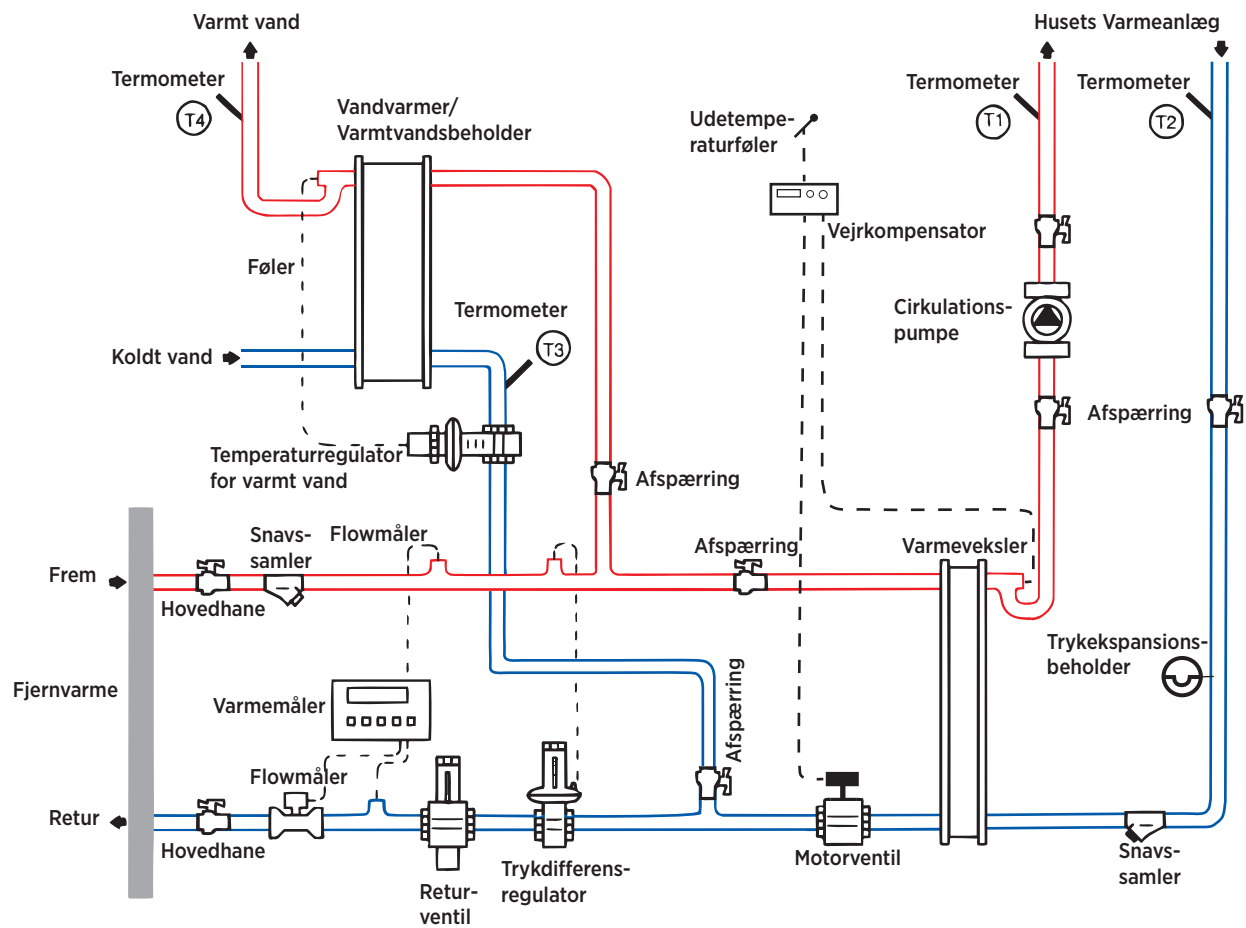 Varmt vand
Husets Varmeanlæg
Termometer
T4
Vandvarmer/
Varmtvandsbeholder
Udetempe-
raturføler
Termometer
T1
Termometer
T2
Vejrkompensator
Føler
Termometer
T3
Cirkulations-
pumpe
Koldt vand
Afspærring
Temperaturregulator
for varmt vand
Afspærring
Snavs-
samler
Flowmåler
Afspærring
Varmeveksler
Frem
Hovedhane
Fjernvarme
Varmemåler
Afspærring
Trykekspansions-
beholder
Flowmåler
Retur
Hovedhane
Retur-
ventil
Trykdifferens-
regulator
Motorventil
Snavs-
samler